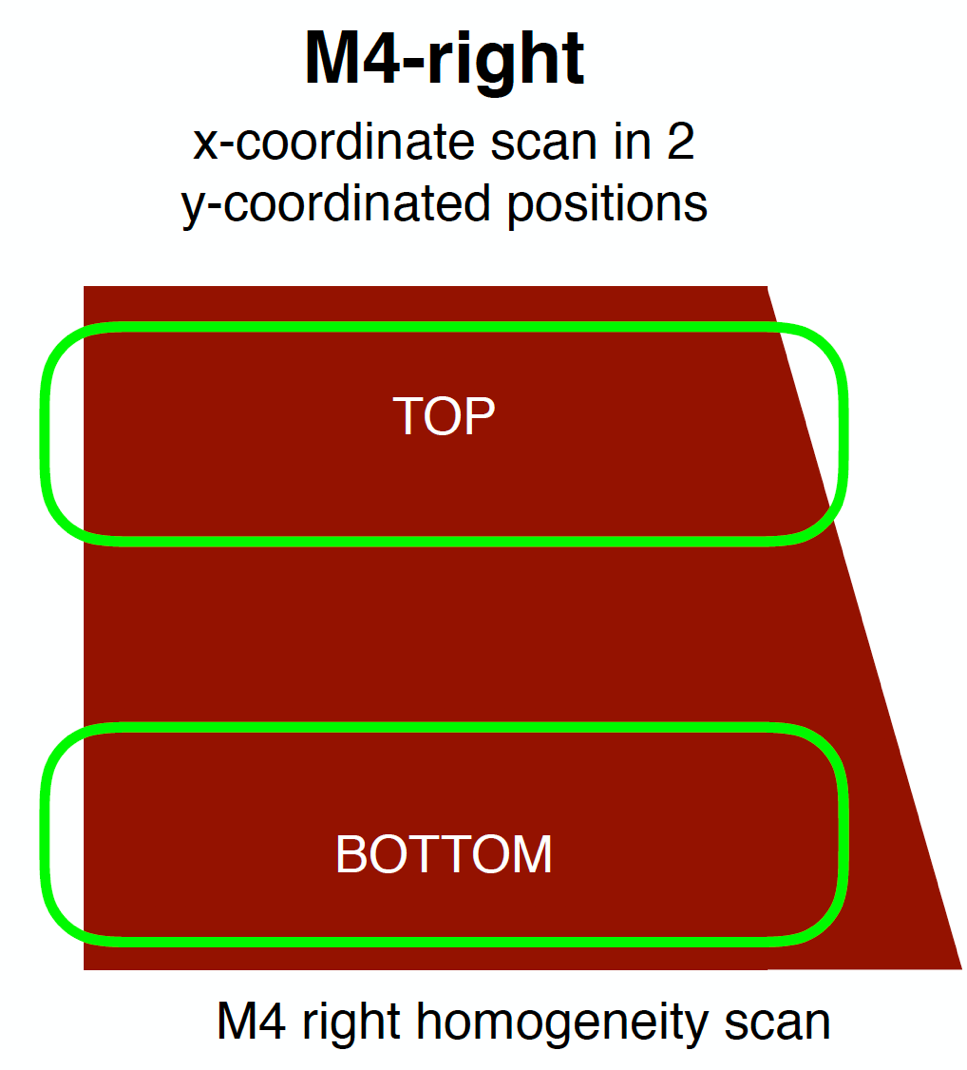 M4-right
x-coordinate scan in 2
y-coordinated positions
TOP
BOTTOM
M4 right homogeneity scan